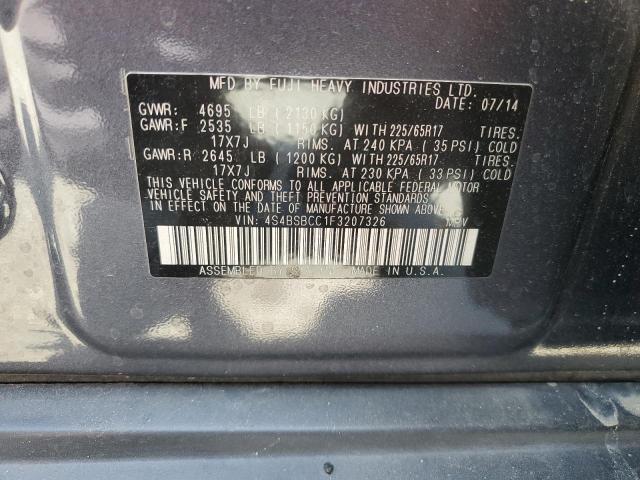 MFD BY FUJI HEAVY INDUSTRIES LTD.
DATE: 07/14
GVWR: 4695 LB ( 2130 KG)
GAWR:F 2535 LB ( 1150 KG) WITH 225/65R17 TIRES.
17X7J RIMS. AT 240 KPA ( 35 PSI) COLD
GAWR:R 2645 LB ( 1200 KG) WITH 225/65R17 TIRES.
17X7J RIMS. AT 230 KPA ( 33 PSI) COLD
THIS VEHICLE CONFORMS TO ALL APPLICABLE FEDERAL MOTOR
VEHICLE SAFETY AND THEFT PREVENTION STANDARDS
IN EFFECT ON THE DATE OF MANUFACTURE SHOWN ABOVE.
VIN: 4S4BSBCC1F3207326 MPV
ASSEMBLED BY MADE IN U.S.A.